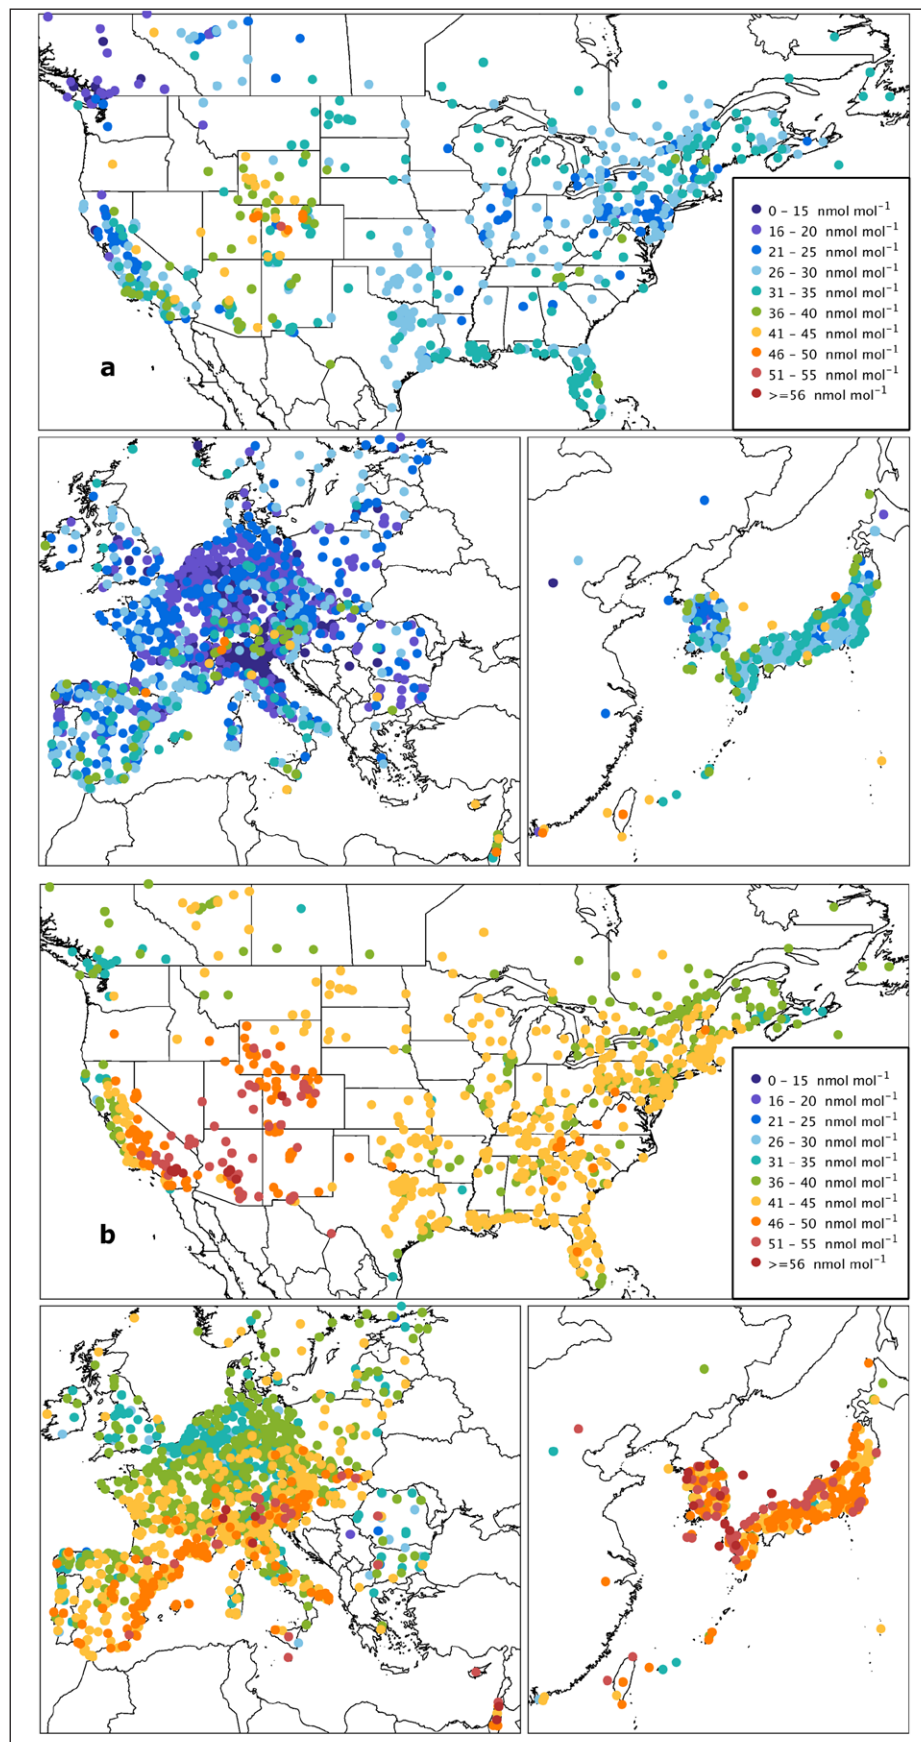 0 – 15 nmol mol⁻¹
16 – 20 nmol mol⁻¹
21 – 25 nmol mol⁻¹
26 – 30 nmol mol⁻¹
31 – 35 nmol mol⁻¹
36 – 40 nmol mol⁻¹
41 – 45 nmol mol⁻¹
46 – 50 nmol mol⁻¹
51 – 55 nmol mol⁻¹
>=56 nmol mol⁻¹
a
0 – 15 nmol mol⁻¹
16 – 20 nmol mol⁻¹
21 – 25 nmol mol⁻¹
26 – 30 nmol mol⁻¹
31 – 35 nmol mol⁻¹
36 – 40 nmol mol⁻¹
41 – 45 nmol mol⁻¹
46 – 50 nmol mol⁻¹
51 – 55 nmol mol⁻¹
>=56 nmol mol⁻¹
b